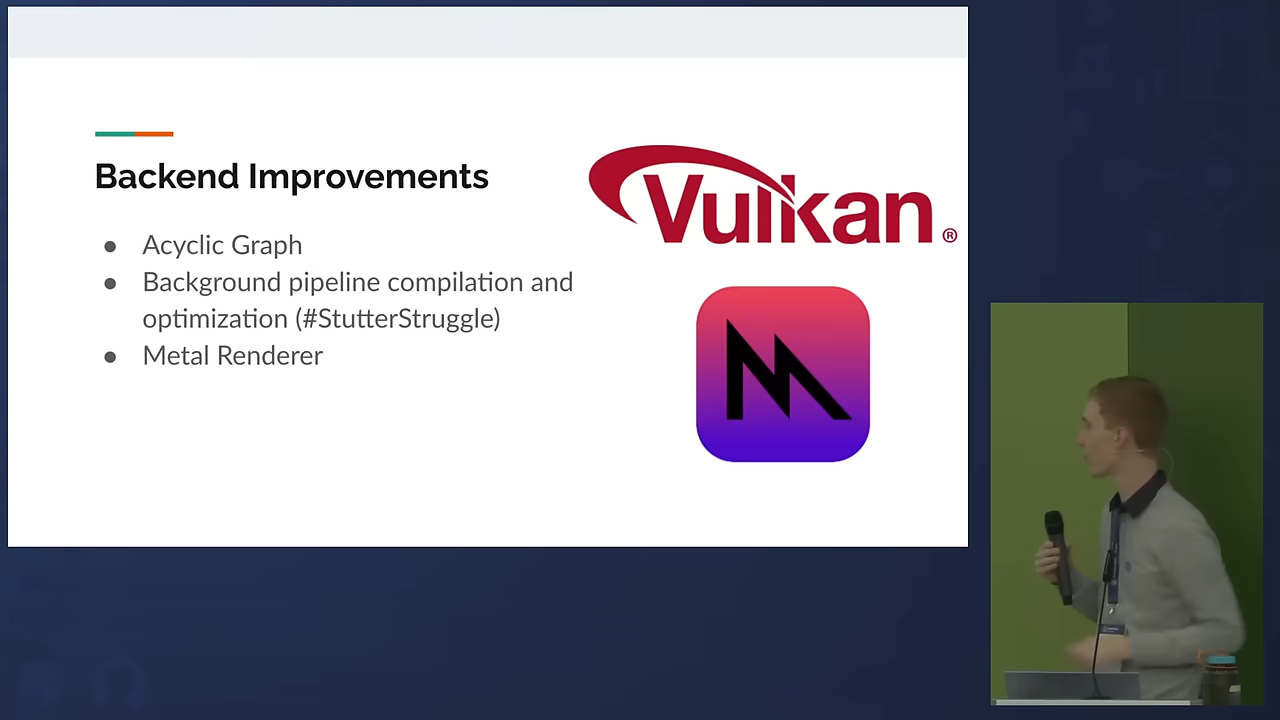 Backend Improvements
● Acyclic Graph
● Background pipeline compilation and
optimization (#StutterStruggle)
● Metal Renderer
Vulkan®